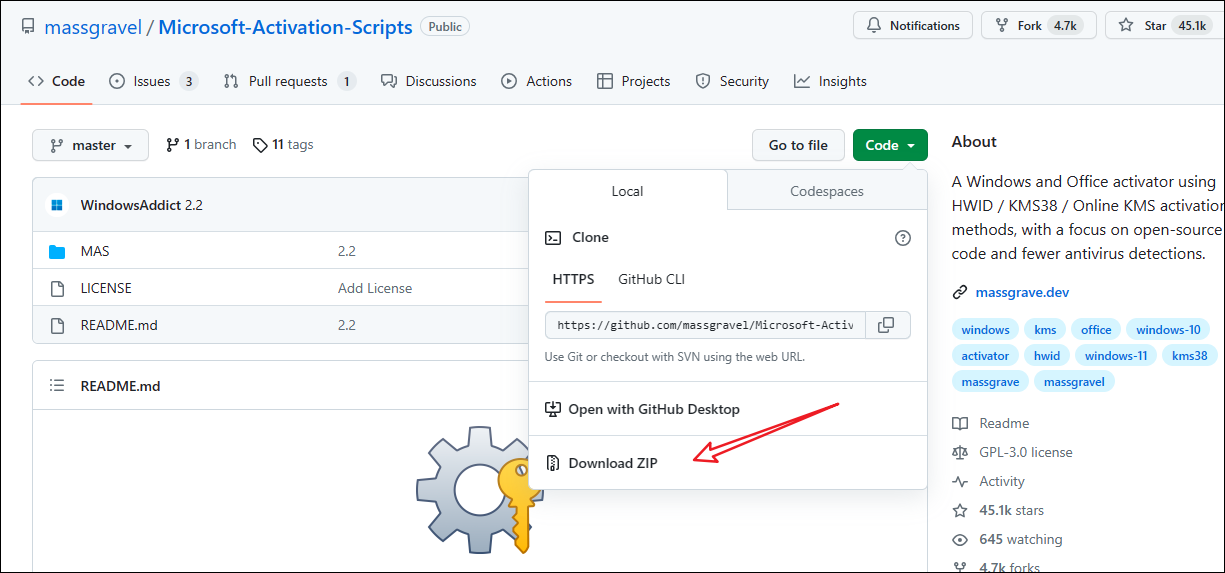 massgravel / Microsoft-Activation-Scripts Public
Notifications Fork 4.7k Star 45.1k
Code Issues 3 Pull requests 1 Discussions Actions Projects Security Insights
master 1 branch 11 tags Go to file Code
WindowsAddict 2.2
MAS 2.2
LICENSE Add License
README.md 2.2
README.md
Local Codespaces
Clone
HTTPS GitHub CLI
https://github.com/massgravel/Microsoft-Activ
Use Git or checkout with SVN using the web URL.
Open with GitHub Desktop
Download ZIP
About
A Windows and Office activator using
HWID / KMS38 / Online KMS activation
methods, with a focus on open-source
code and fewer antivirus detections.
massgrave.dev
windows kms office windows-10
activator hwid windows-11 kms38
massgrave massgravel
Readme
GPL-3.0 license
Activity
45.1k stars
645 watching
4.7k forks